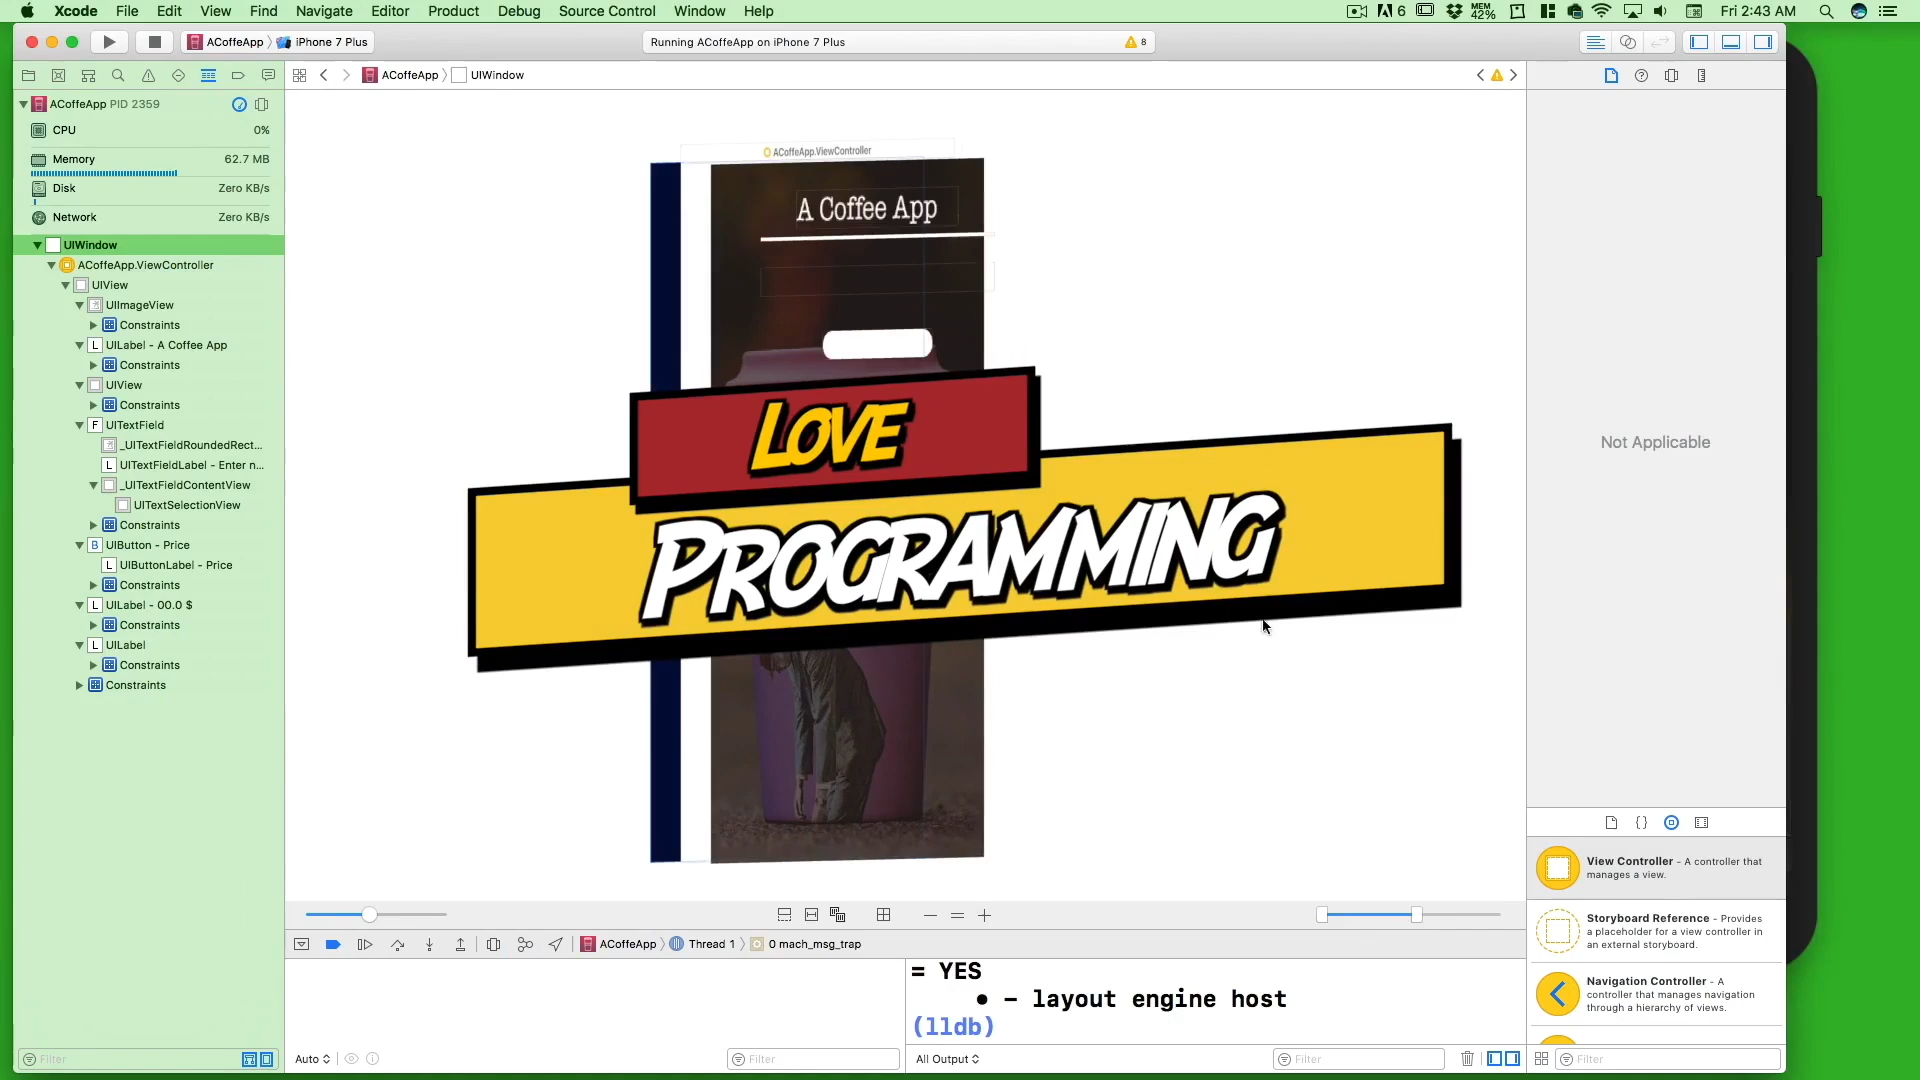 Xcode File Edit View Find Navigate Editor Product Debug Source Control Window Help
6 MEM 42% Fri 2:43 AM
ACoffeApp iPhone 7 Plus
Running ACoffeApp on iPhone 7 Plus
8
ACoffeApp UIWindow
ACoffeApp PID 2359
CPU 0%
Memory 62.7 MB
Disk Zero KB/s
Network Zero KB/s
UIWindow
ACoffeApp.ViewController
UIView
UIImageView
Constraints
L UILabel - A Coffee App
Constraints
UIView
Constraints
F UITextField
_UITextFieldRoundedRect...
L UITextFieldLabel - Enter n...
_UITextFieldContentView
UITextSelectionView
Constraints
B UIButton - Price
L UIButtonLabel - Price
Constraints
L UILabel - 00.0 $
Constraints
L UILabel
Constraints
Constraints
Filter
ACoffeApp.ViewController
A Coffee App
LOVE
PROGRAMMING
ACoffeApp Thread 1 0 mach_msg_trap
= YES
• - layout engine host
(lldb)
Auto
Filter
All Output
Filter
Not Applicable
View Controller - A controller that
manages a view.
Storyboard Reference - Provides
a placeholder for a view controller in
an external storyboard.
Navigation Controller - A
controller that manages navigation
through a hierarchy of views.
Filter